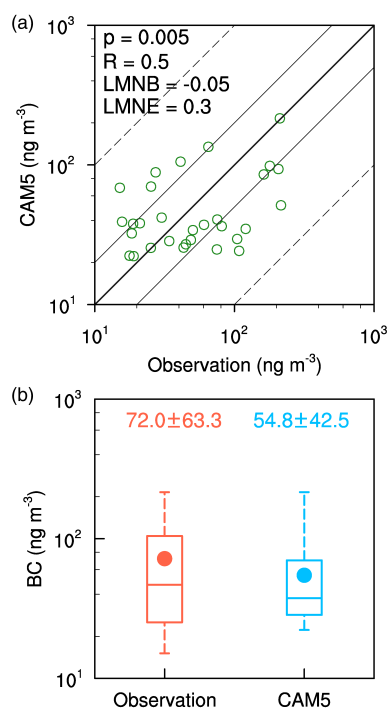 (a)
10³
p = 0.005
R = 0.5
LMNB = -0.05
LMNE = 0.3
CAM5 (ng m⁻³)
10²
10¹
10¹ 10² 10³
Observation (ng m⁻³)
(b)
10³
72.0±63.3 54.8±42.5
BC (ng m⁻³)
10²
10¹
Observation CAM5